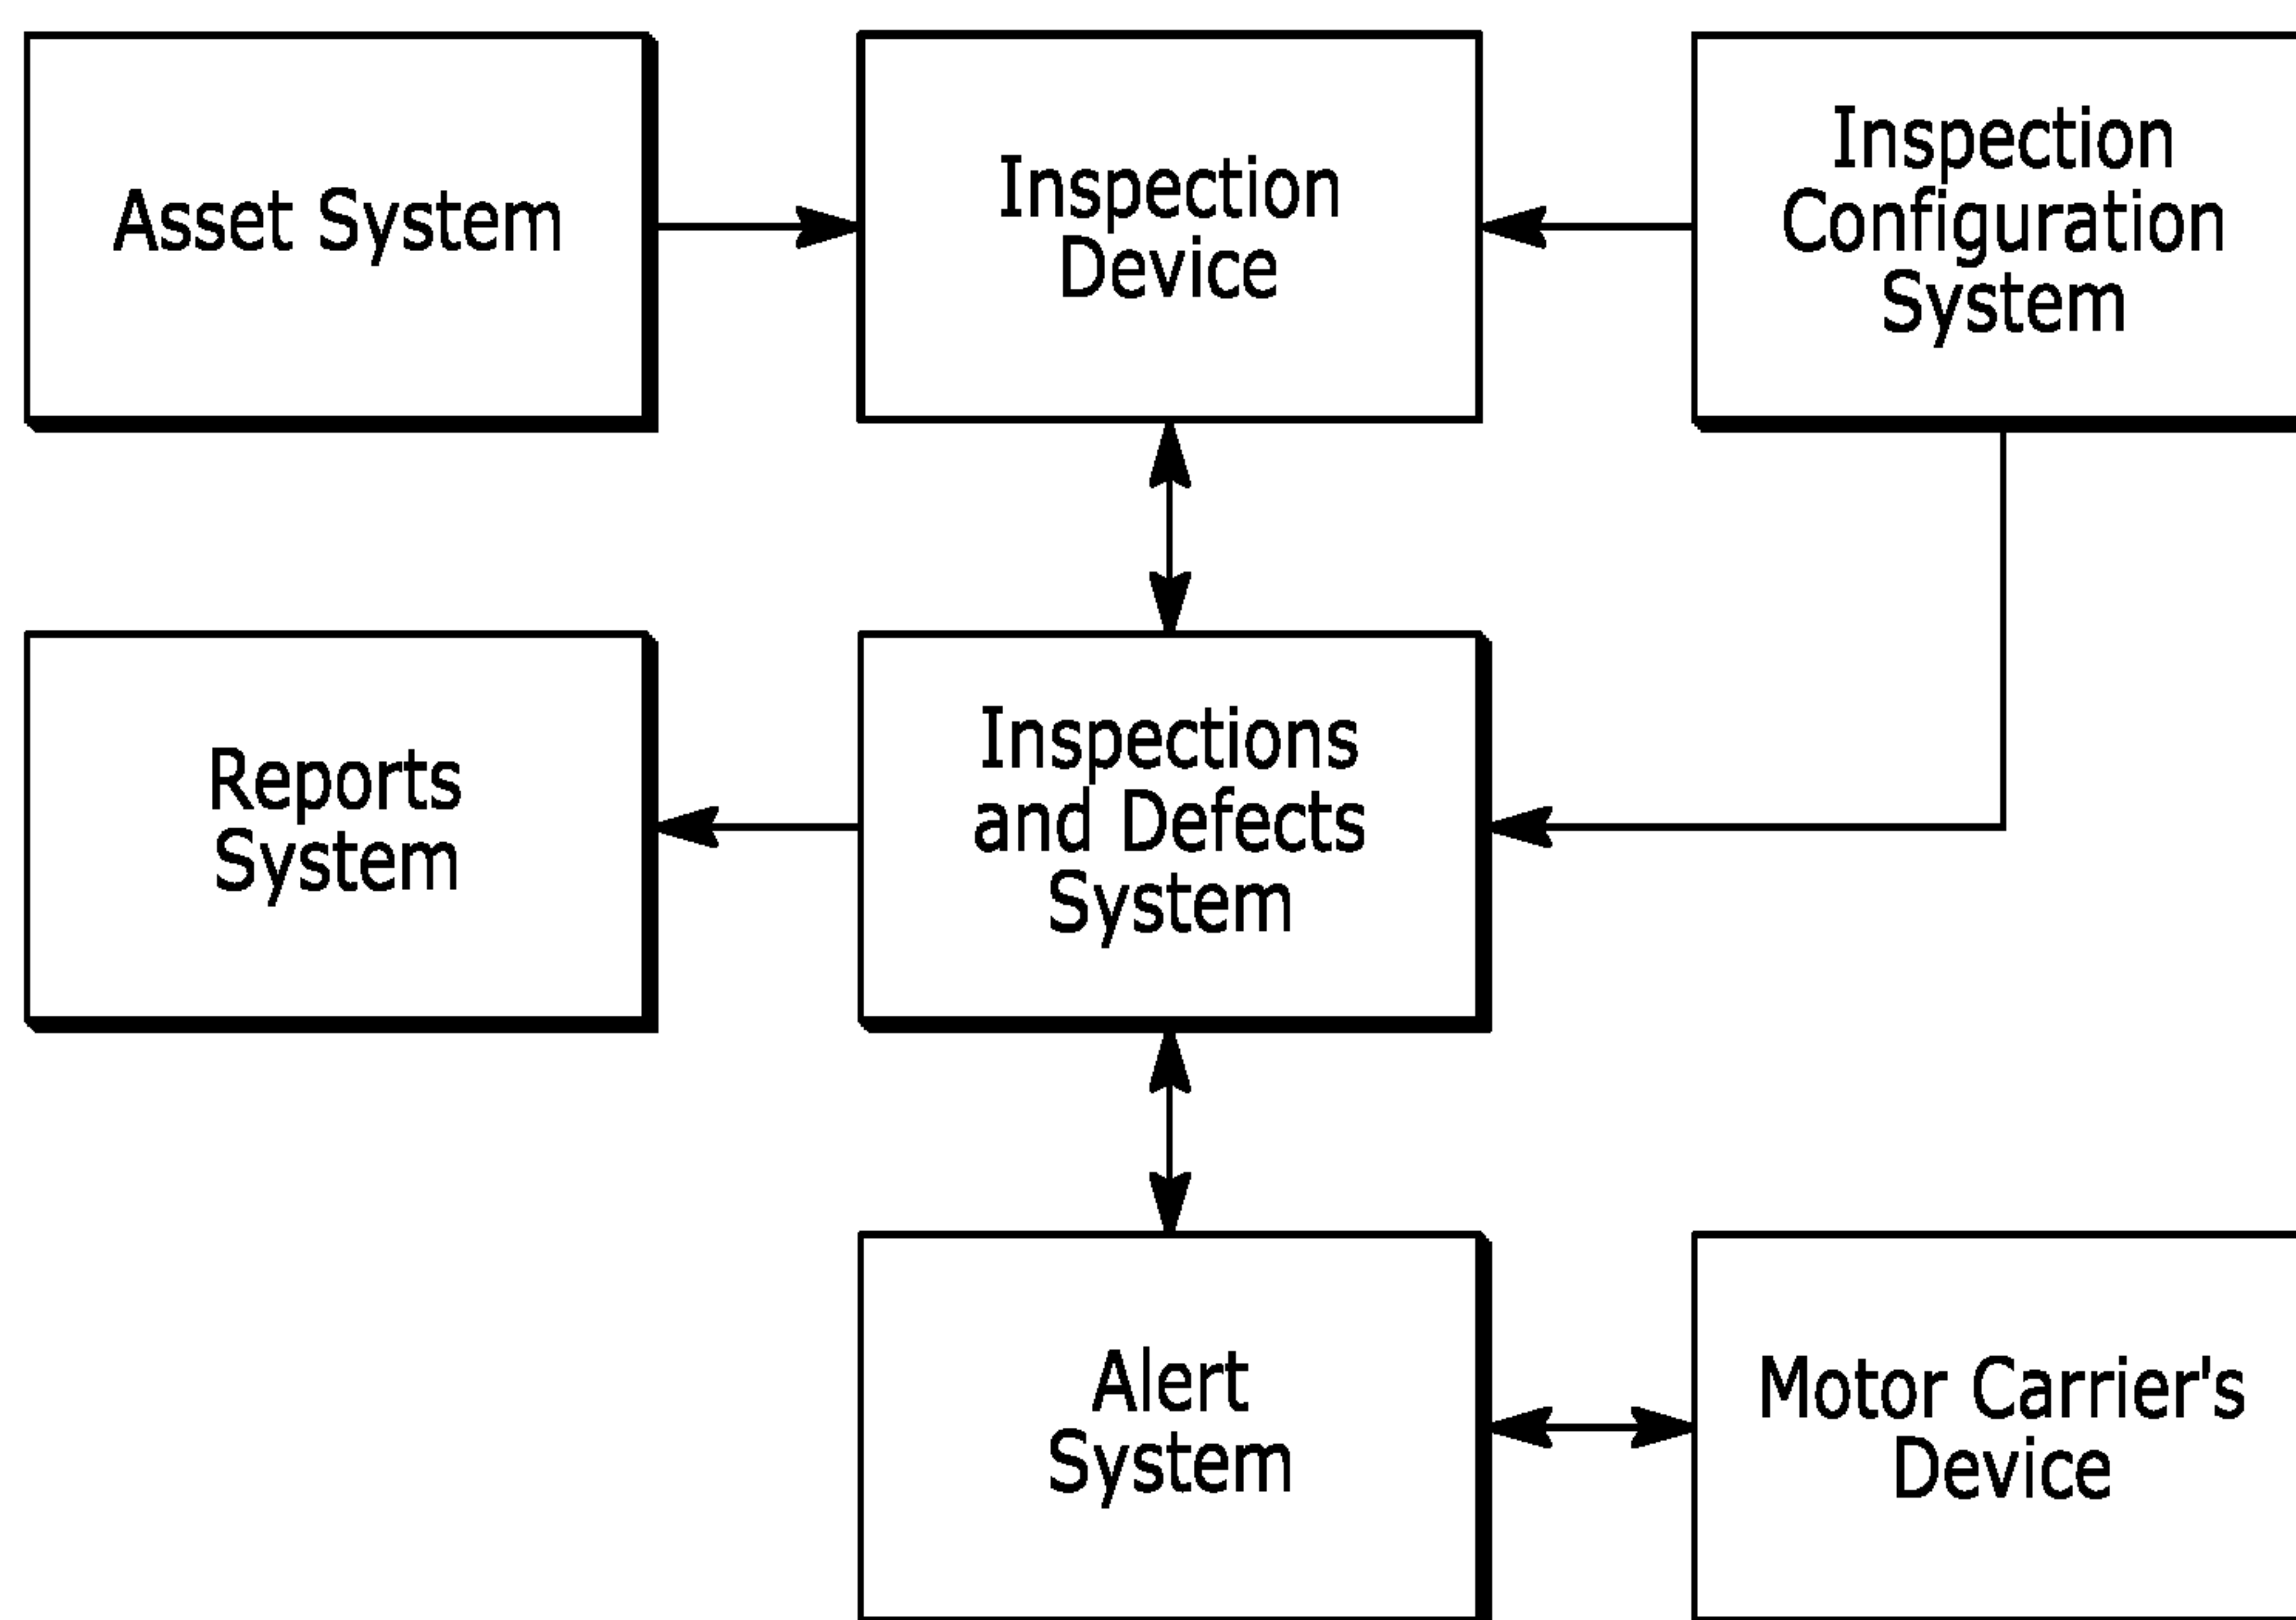 Asset System
Inspection
Device
Inspection
Configuration
System
Reports
System
Inspections
and Defects
System
Alert
System
Motor Carrier's
Device